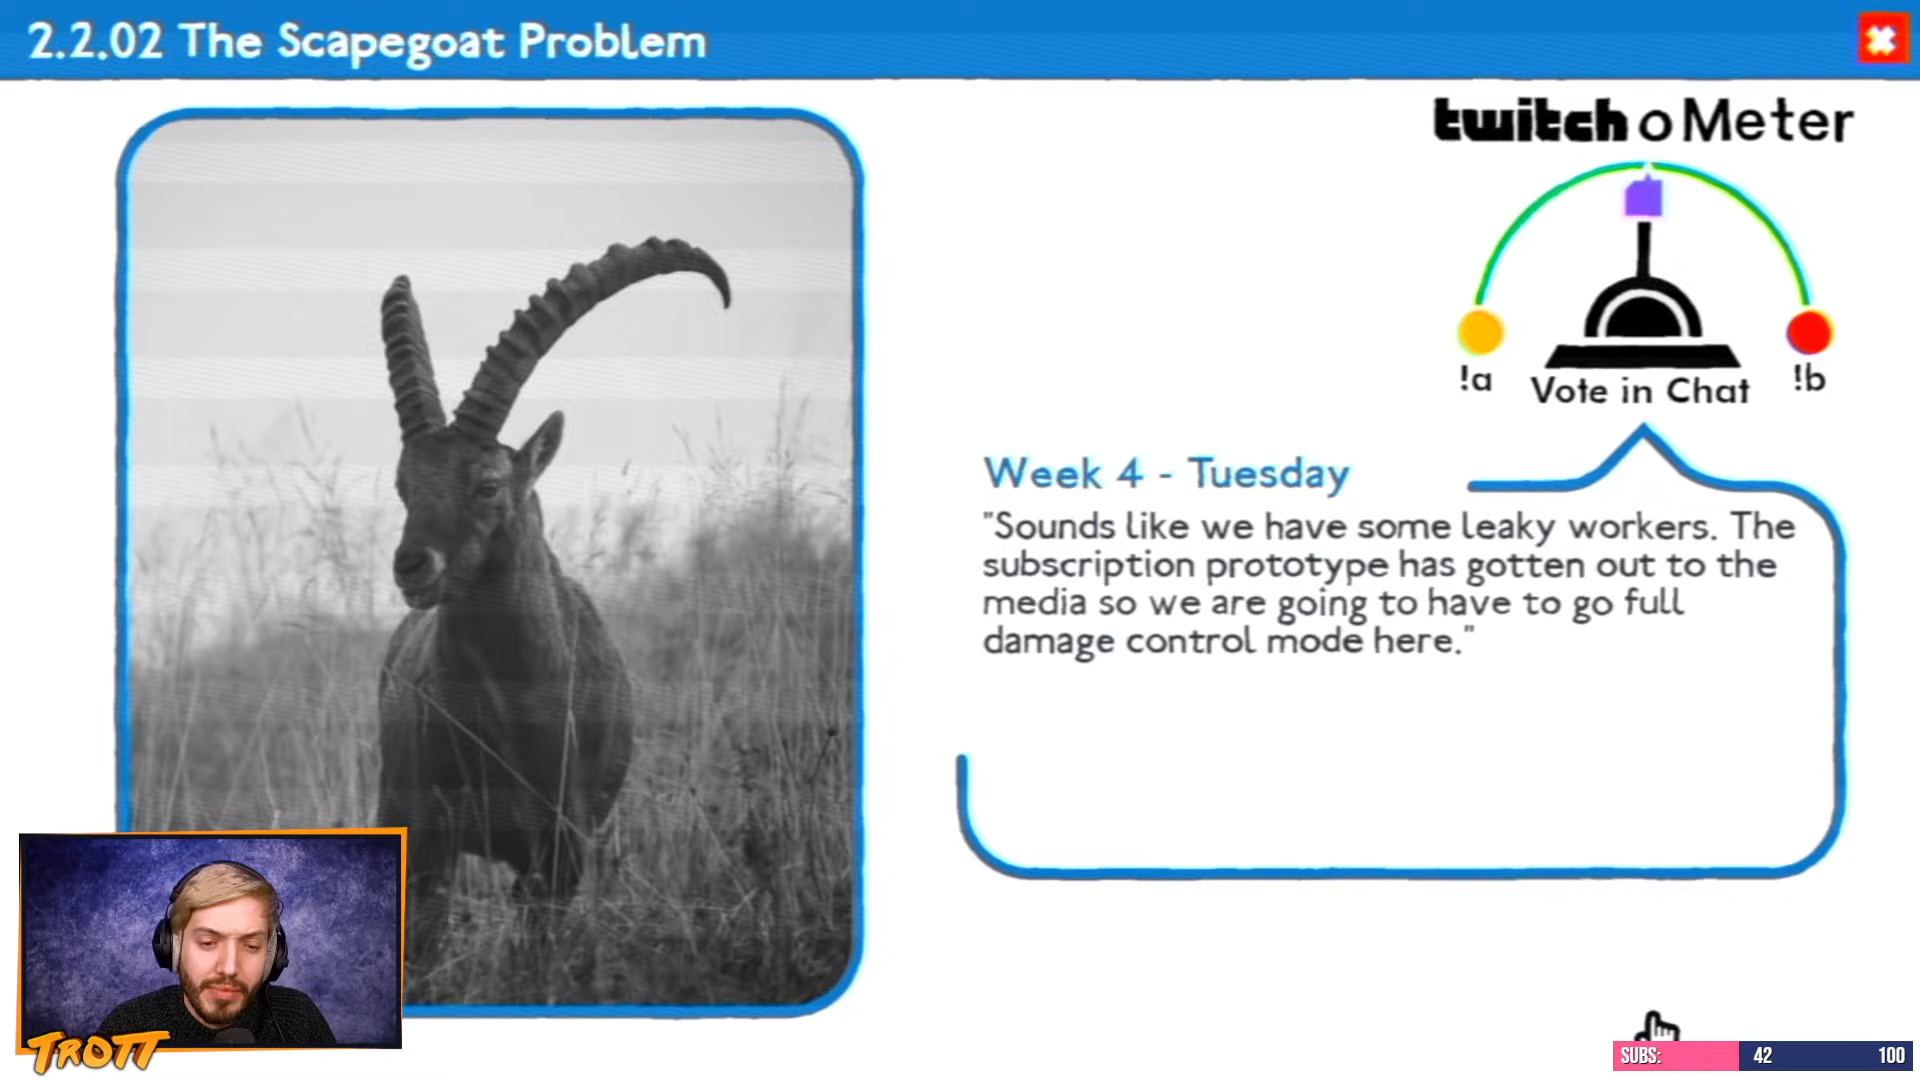 2.2.02 The Scapegoat Problem
twitch o Meter
!a
Vote in Chat
!b
Week 4 - Tuesday
"Sounds like we have some leaky workers. The
subscription prototype has gotten out to the
media so we are going to have to go full
damage control mode here."
TROTT
SUBS:
42
100